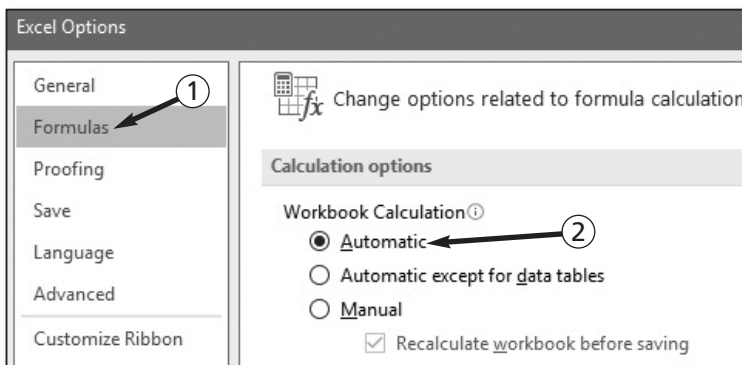 Excel Options
General
1
Formulas
Proofing
Save
Language
Advanced
Customize Ribbon
fx Change options related to formula calculation
Calculation options
Workbook Calculation
Automatic
2
Automatic except for data tables
Manual
Recalculate workbook before saving